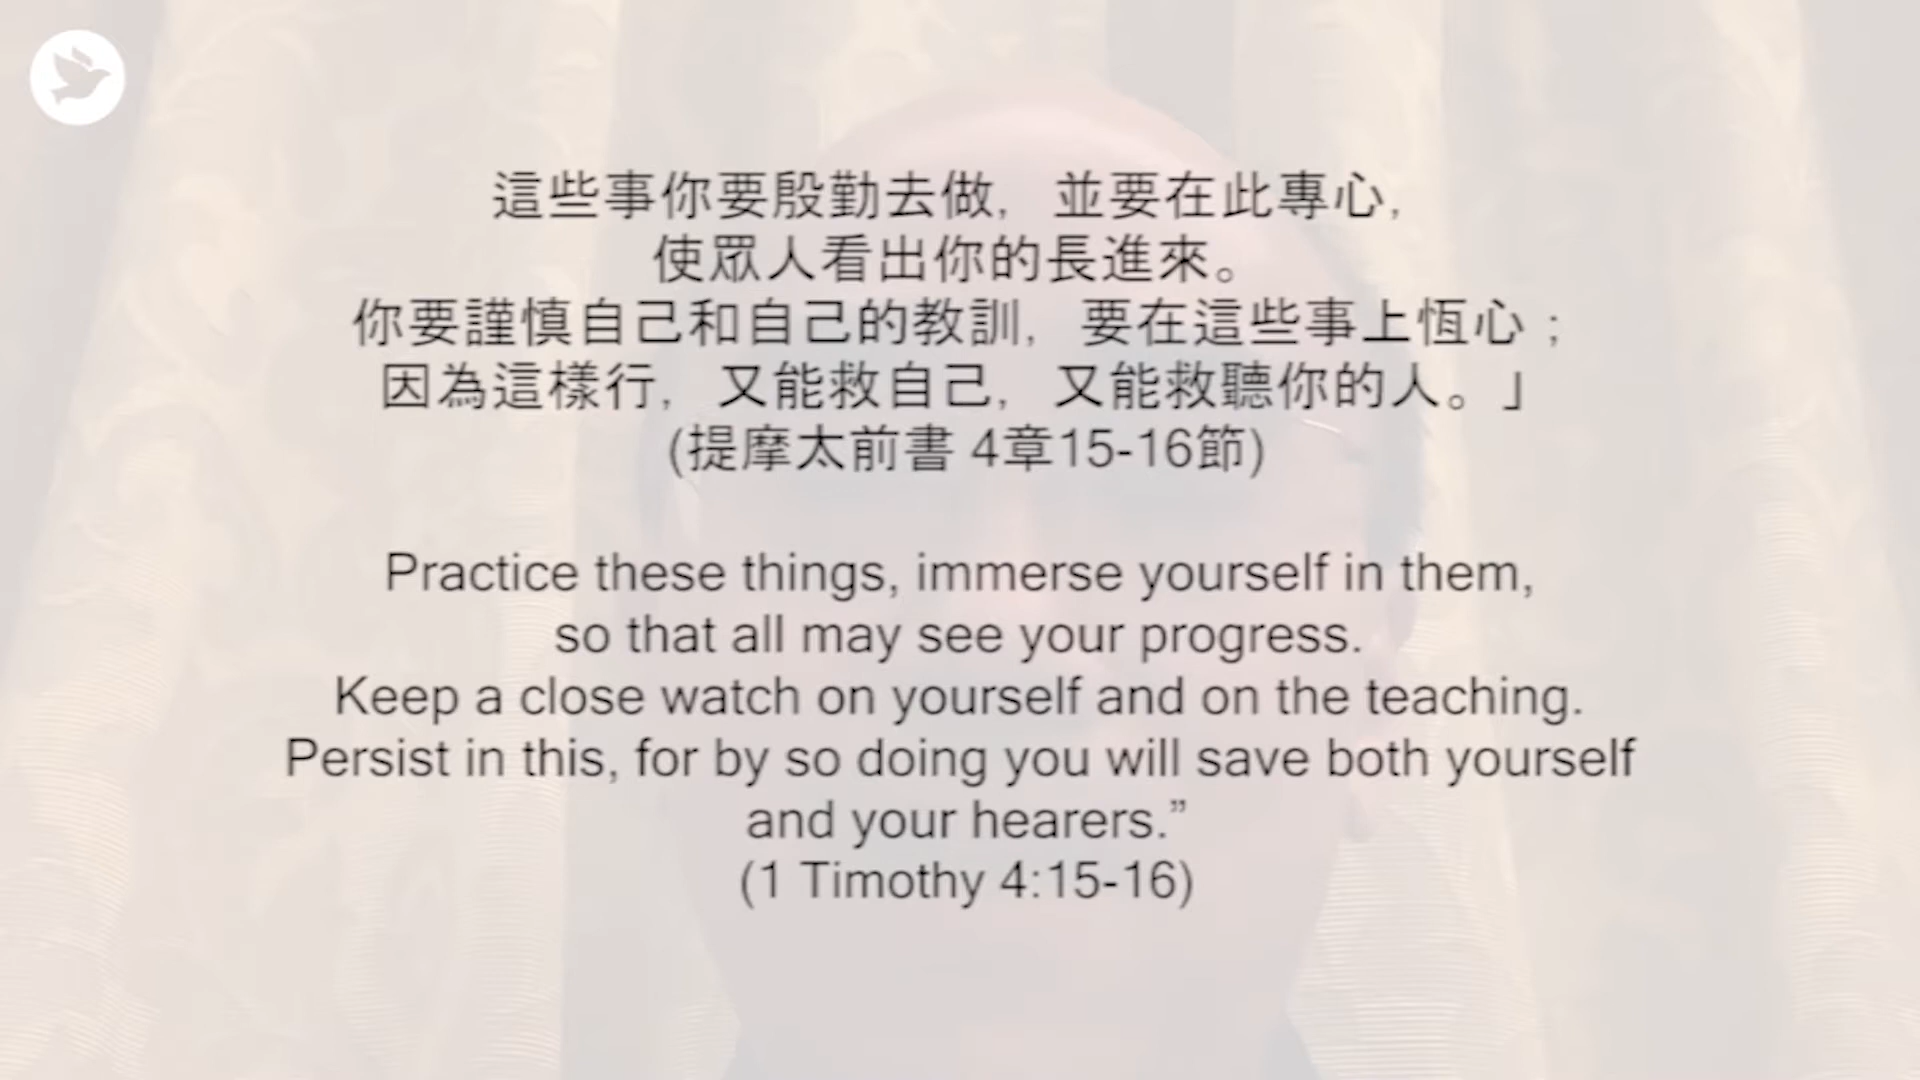 這些事你要殷勤去做，並要在此專心，
使眾人看出你的長進來。
你要謹慎自己和自己的教訓，要在這些事上恆心；
因為這樣行，又能救自己，又能救聽你的人。」
(提摩太前書 4章15-16節)
Practice these things, immerse yourself in them,
so that all may see your progress.
Keep a close watch on yourself and on the teaching.
Persist in this, for by so doing you will save both yourself
and your hearers.”
(1 Timothy 4:15-16)